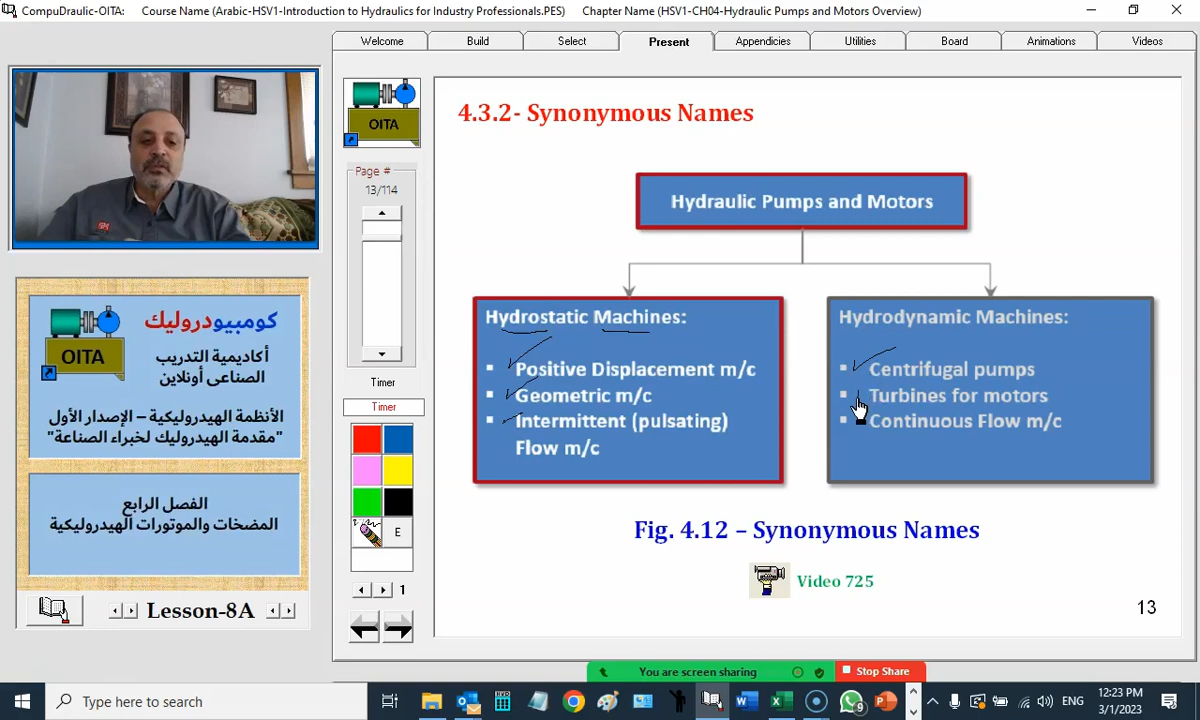 CompuDraulic-OITA: Course Name (Arabic-HSV1-Introduction to Hydraulics for Industry Professionals.PES) Chapter Name (HSV1-CH04-Hydraulic Pumps and Motors Overview)
Welcome Build Select Present Appendicies Utilities Board Animations Videos
OITA
Page #
13/114
Timer
Timer
E
1
كومبيودروليك
OITA
أكاديمية التدريب
الصناعى أونلاين
الأنظمة الهيدروليكية – الإصدار الأول
"مقدمة الهيدروليك لخبراء الصناعة"
الفصل الرابع
المضخات والموتورات الهيدروليكية
Lesson-8A
4.3.2- Synonymous Names
Hydraulic Pumps and Motors
Hydrostatic Machines:
▪ Positive Displacement m/c
▪ Geometric m/c
▪ Intermittent (pulsating)
Flow m/c
Hydrodynamic Machines:
▪ Centrifugal pumps
▪ Turbines for motors
▪ Continuous Flow m/c
Fig. 4.12 – Synonymous Names
Video 725
13
You are screen sharing Stop Share
Type here to search
9
ENG
12:23 PM
3/1/2023